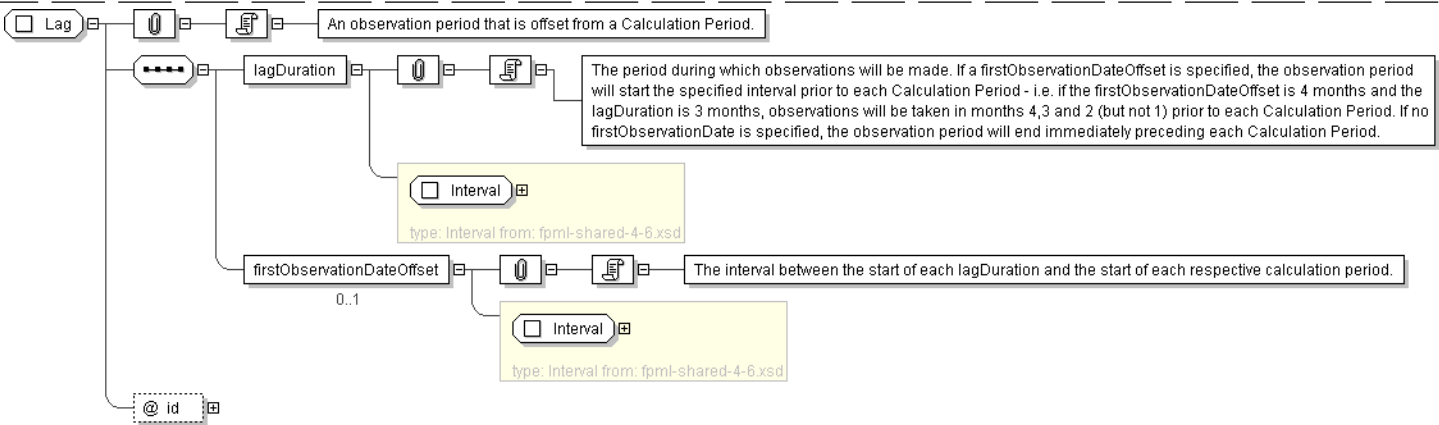 Lag
An observation period that is offset from a Calculation Period.
lagDuration
The period during which observations will be made. If a firstObservationDateOffset is specified, the observation period
will start the specified interval prior to each Calculation Period - i.e. if the firstObservationDateOffset is 4 months and the
lagDuration is 3 months, observations will be taken in months 4,3 and 2 (but not 1) prior to each Calculation Period. If no
firstObservationDate is specified, the observation period will end immediately preceding each Calculation Period.
Interval
type: Interval from: fpml-shared-4-6.xsd
firstObservationDateOffset
0..1
The interval between the start of each lagDuration and the start of each respective calculation period.
Interval
type: Interval from: fpml-shared-4-6.xsd
@ id